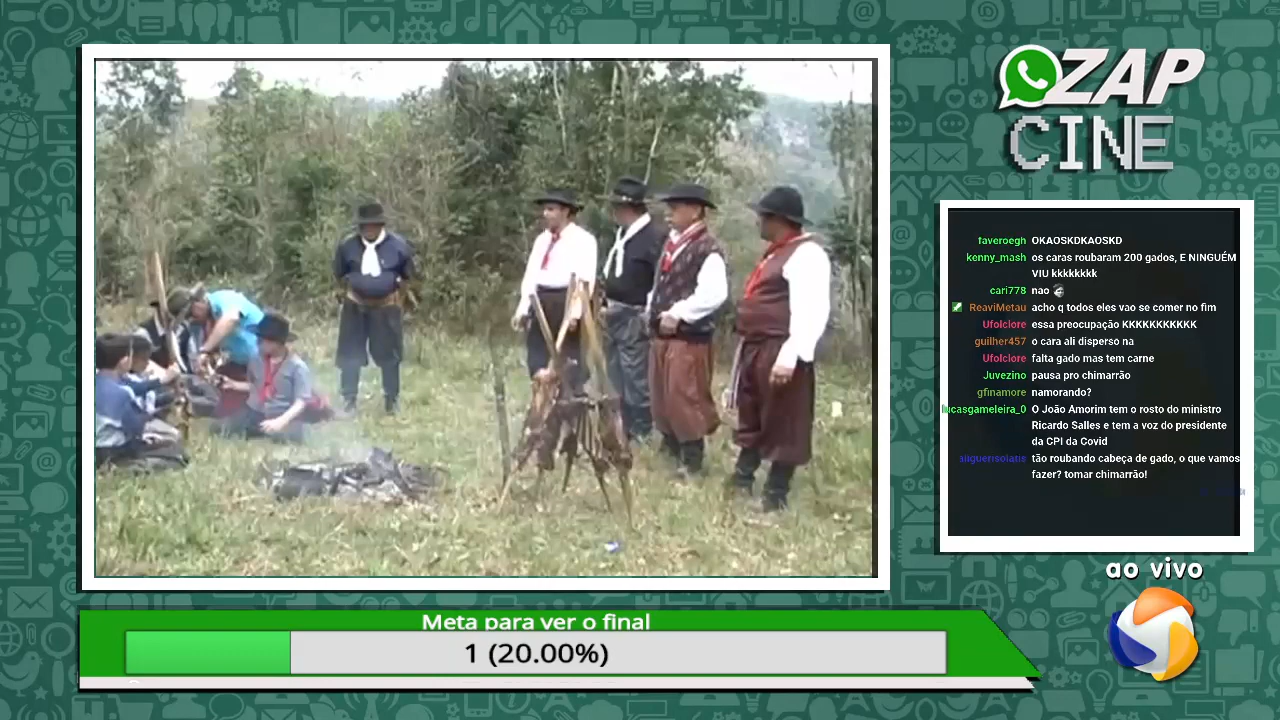 ZAP
CINE
faveroegh OKAOSKDKAOSKD
kenny_mash os caras roubaram 200 gados, E NINGUÉM
VIU kkkkkkkk
cari778 nao
ReaviMetau acho q todos eles vao se comer no fim
Ufolclore essa preocupação KKKKKKKKKKK
guilher457 o cara ali disperso na
Ufolclore falta gado mas tem carne
Juvezino pausa pro chimarrão
gfinamore namorando?
lucasgameleira_0 O João Amorim tem o rosto do ministro
Ricardo Salles e tem a voz do presidente
da CPI da Covid
tão roubando cabeça de gado, o que vamos
fazer? tomar chimarrão!
ao vivo
Meta para ver o final
1 (20.00%)